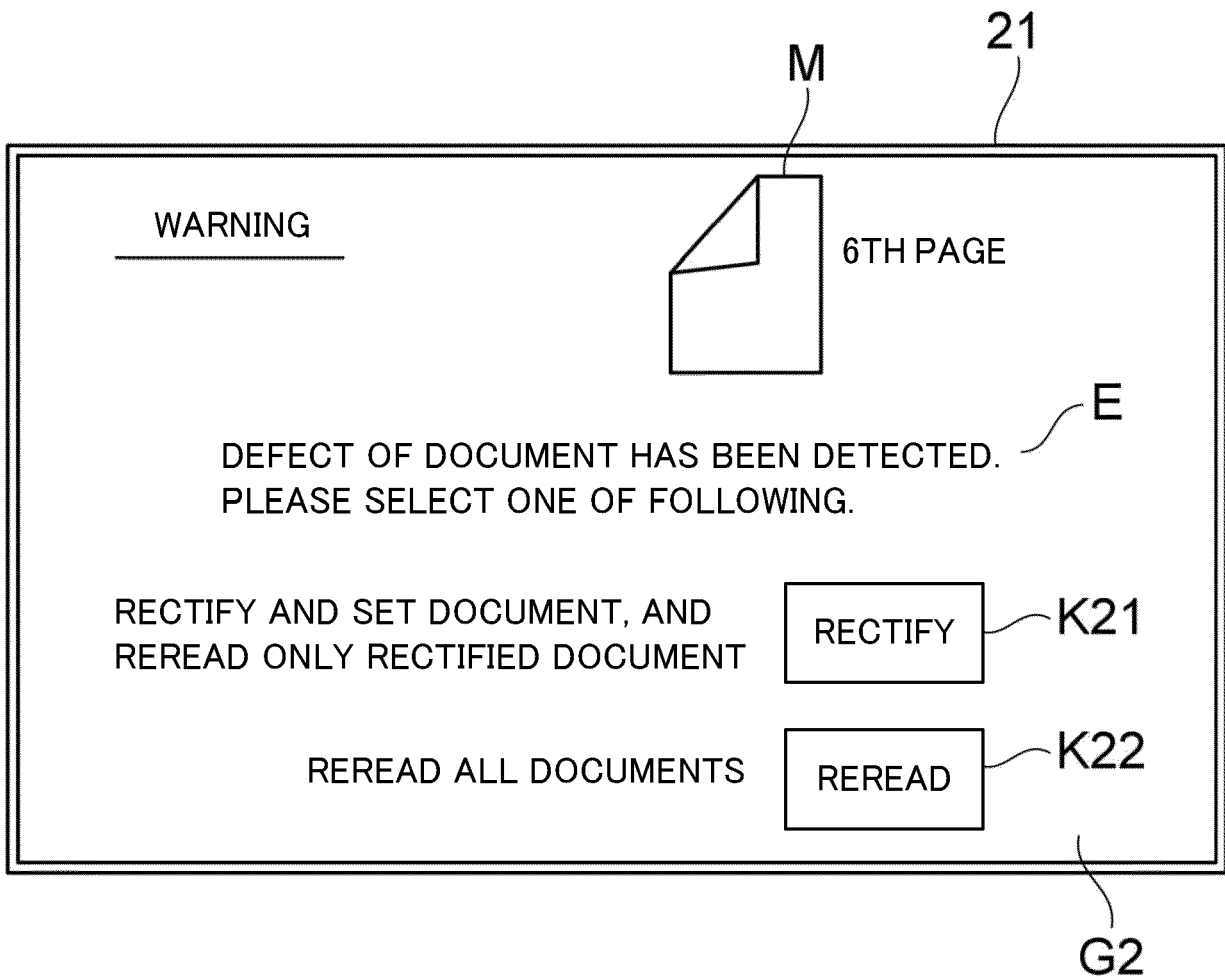 21
M
WARNING
6TH PAGE
E
DEFECT OF DOCUMENT HAS BEEN DETECTED.
PLEASE SELECT ONE OF FOLLOWING.
RECTIFY AND SET DOCUMENT, AND
REREAD ONLY RECTIFIED DOCUMENT
RECTIFY
K21
REREAD ALL DOCUMENTS
REREAD
K22
G2